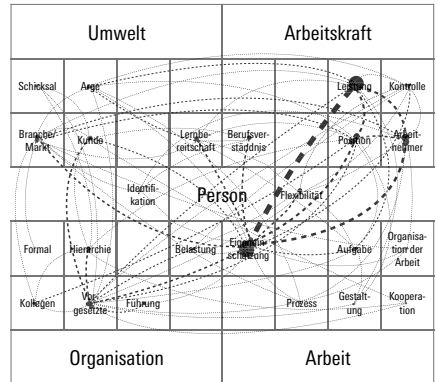 Umwelt Arbeitskraft
Schicksal Arge Leistung Kontrolle
Branche/
Markt
Kunde
Lernbe-
reitschaft
Berufsver-
ständnis
Position
Arbeit-
nehmer
Identifi-
kation
Person
Flexibilität
Formal
Hierarchie
Belastung
Eigenein-
schätzung
Aufgabe
Organisa-
tion der
Arbeit
Kollegen
Vor-
gesetzte
Führung
Prozess
Gestalt-
ung
Koopera-
tion
Organisation Arbeit